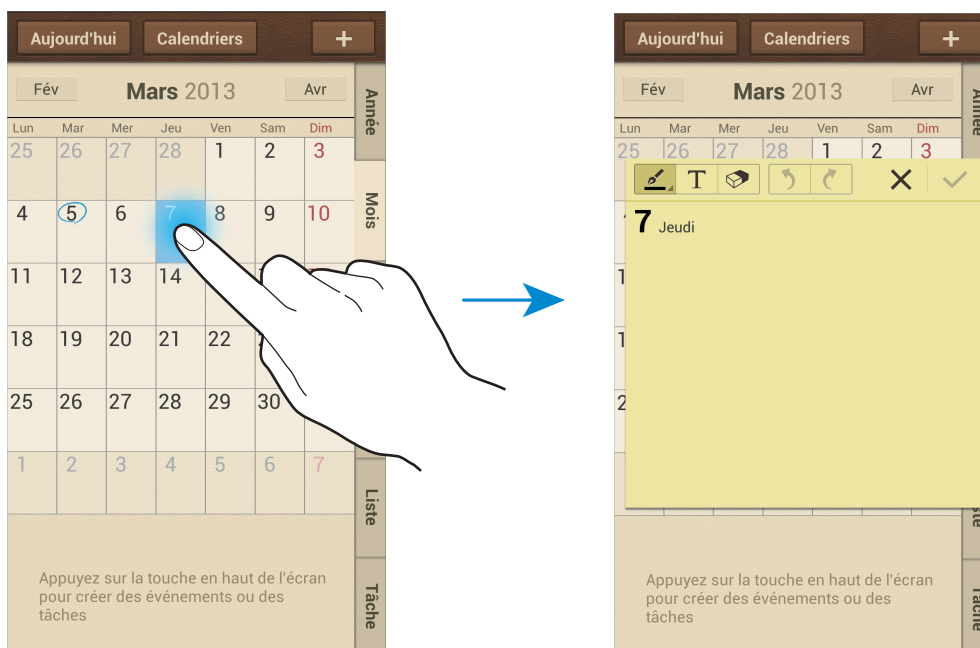 Aujourd'hui Calendriers +
Fév Mars 2013 Avr
Année
Lun Mar Mer Jeu Ven Sam Dim
25 26 27 28 1 2 3
Mois
4 5 6 7 8 9 10
11 12 13 14
18 19 20 21 22
25 26 27 28 29 30
1 2 3 4 5 6 7
Liste
Appuyez sur la touche en haut de l'écran
pour créer des événements ou des
tâches
Tâche
Aujourd'hui Calendriers +
Fév Mars 2013 Avr
Année
Lun Mar Mer Jeu Ven Sam Dim
25 26 27 28 1 2 3
T
7 Jeudi
Appuyez sur la touche en haut de l'écran
pour créer des événements ou des
tâches
Tâche